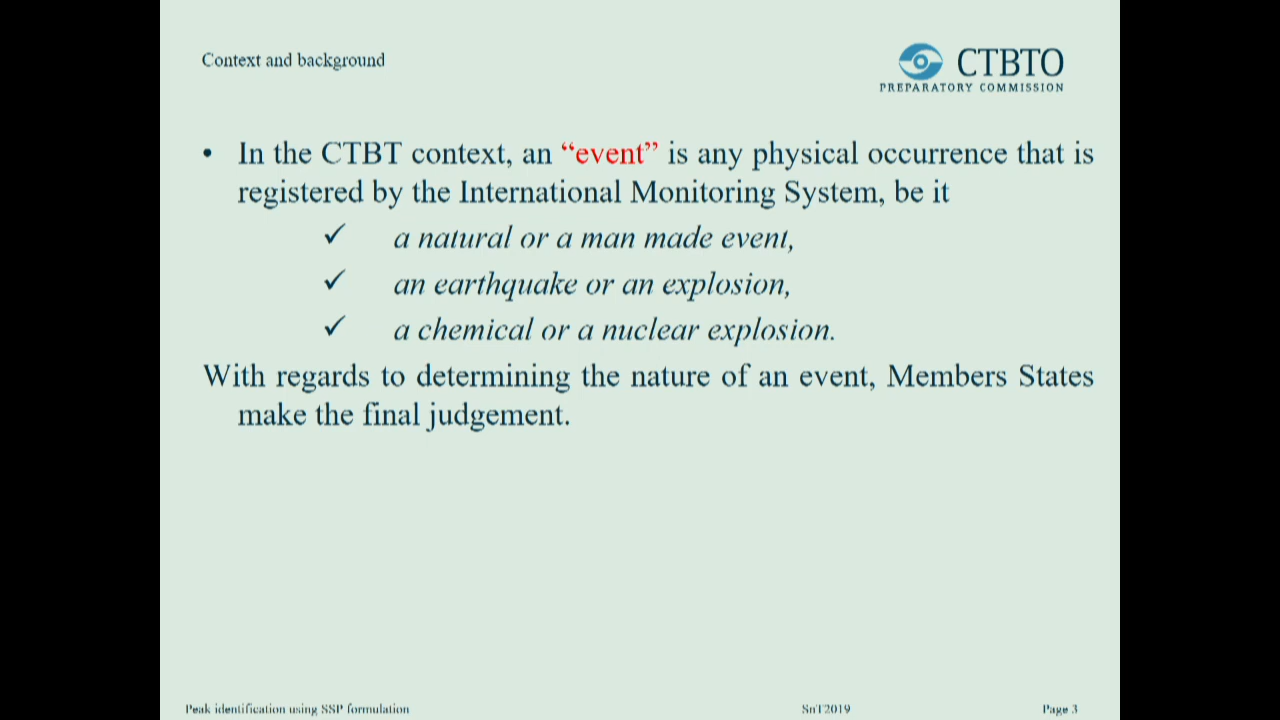 Context and background
CTBTO
PREPARATORY COMMISSION
• In the CTBT context, an “event” is any physical occurrence that is
registered by the International Monitoring System, be it
✓ a natural or a man made event,
✓ an earthquake or an explosion,
✓ a chemical or a nuclear explosion.
With regards to determining the nature of an event, Members States
make the final judgement.
Peak identification using SSP formulation
SnT2019
Page 3